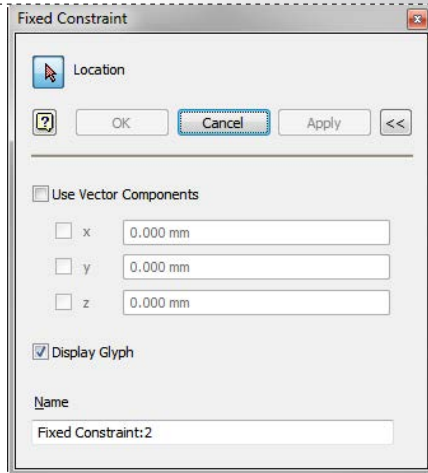 Fixed Constraint
Location
? OK Cancel Apply <<
Use Vector Components
x 0.000 mm
y 0.000 mm
z 0.000 mm
Display Glyph
Name
Fixed Constraint:2